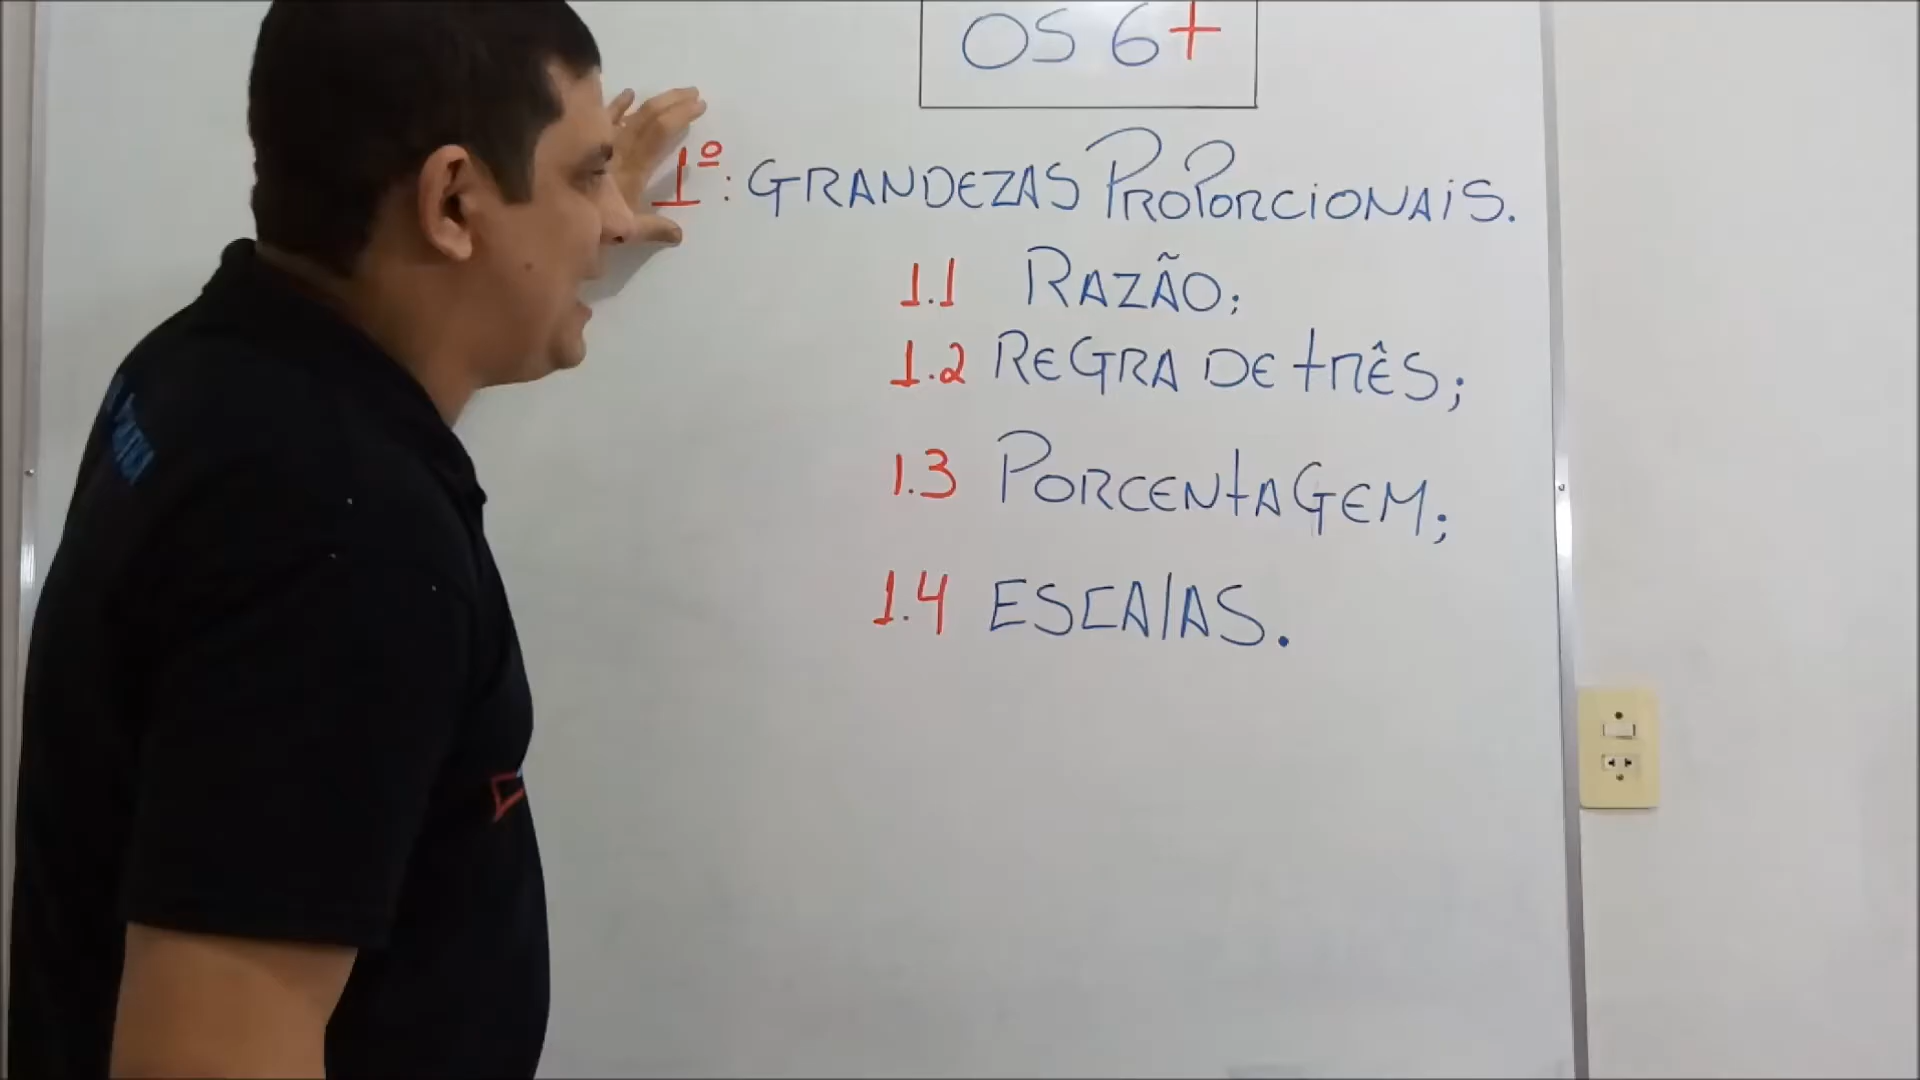 OS 6+
1º: GRANDEZAS PROPORCIONAIS.
1.1 RAZÃO;
1.2 REGRA DE TRÊS;
1.3 PORCENTAGEM;
1.4 ESCALAS.